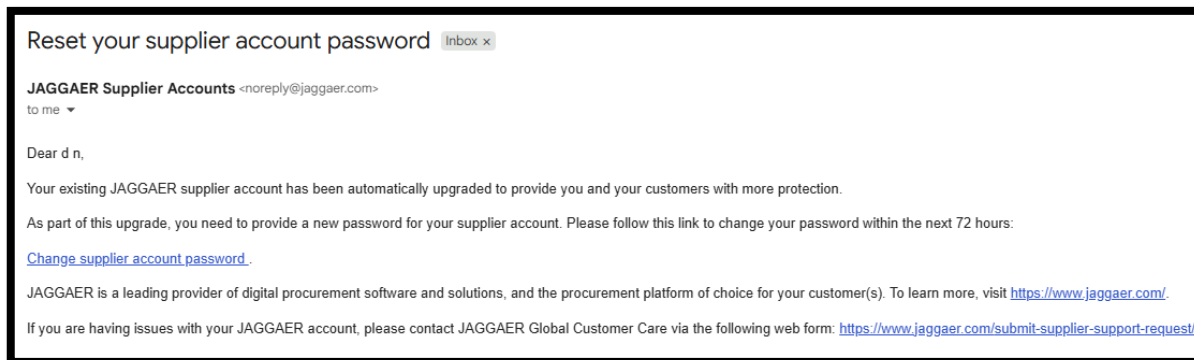 Reset your supplier account password Inbox x
JAGGAER Supplier Accounts <noreply@jaggaer.com>
to me
Dear d n,
Your existing JAGGAER supplier account has been automatically upgraded to provide you and your customers with more protection.
As part of this upgrade, you need to provide a new password for your supplier account. Please follow this link to change your password within the next 72 hours:
Change supplier account password .
JAGGAER is a leading provider of digital procurement software and solutions, and the procurement platform of choice for your customer(s). To learn more, visit https://www.jaggaer.com/.
If you are having issues with your JAGGAER account, please contact JAGGAER Global Customer Care via the following web form: https://www.jaggaer.com/submit-supplier-support-request/